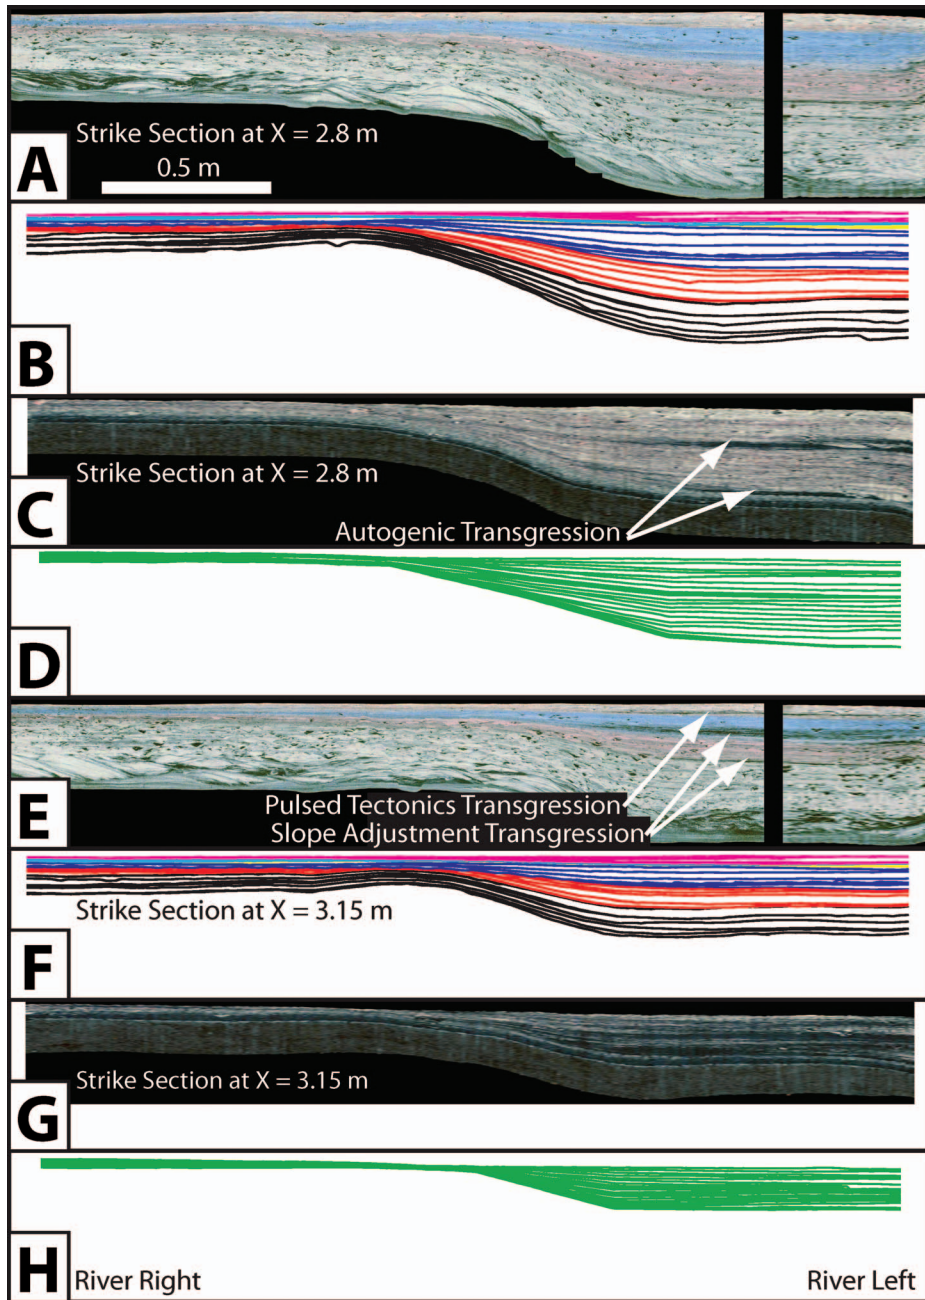 Strike Section at X = 2.8 m
0.5 m
A
B
Strike Section at X = 2.8 m
Autogenic Transgression
C
D
Pulsed Tectonics Transgression
Slope Adjustment Transgression
E
Strike Section at X = 3.15 m
F
Strike Section at X = 3.15 m
G
H
River Right
River Left